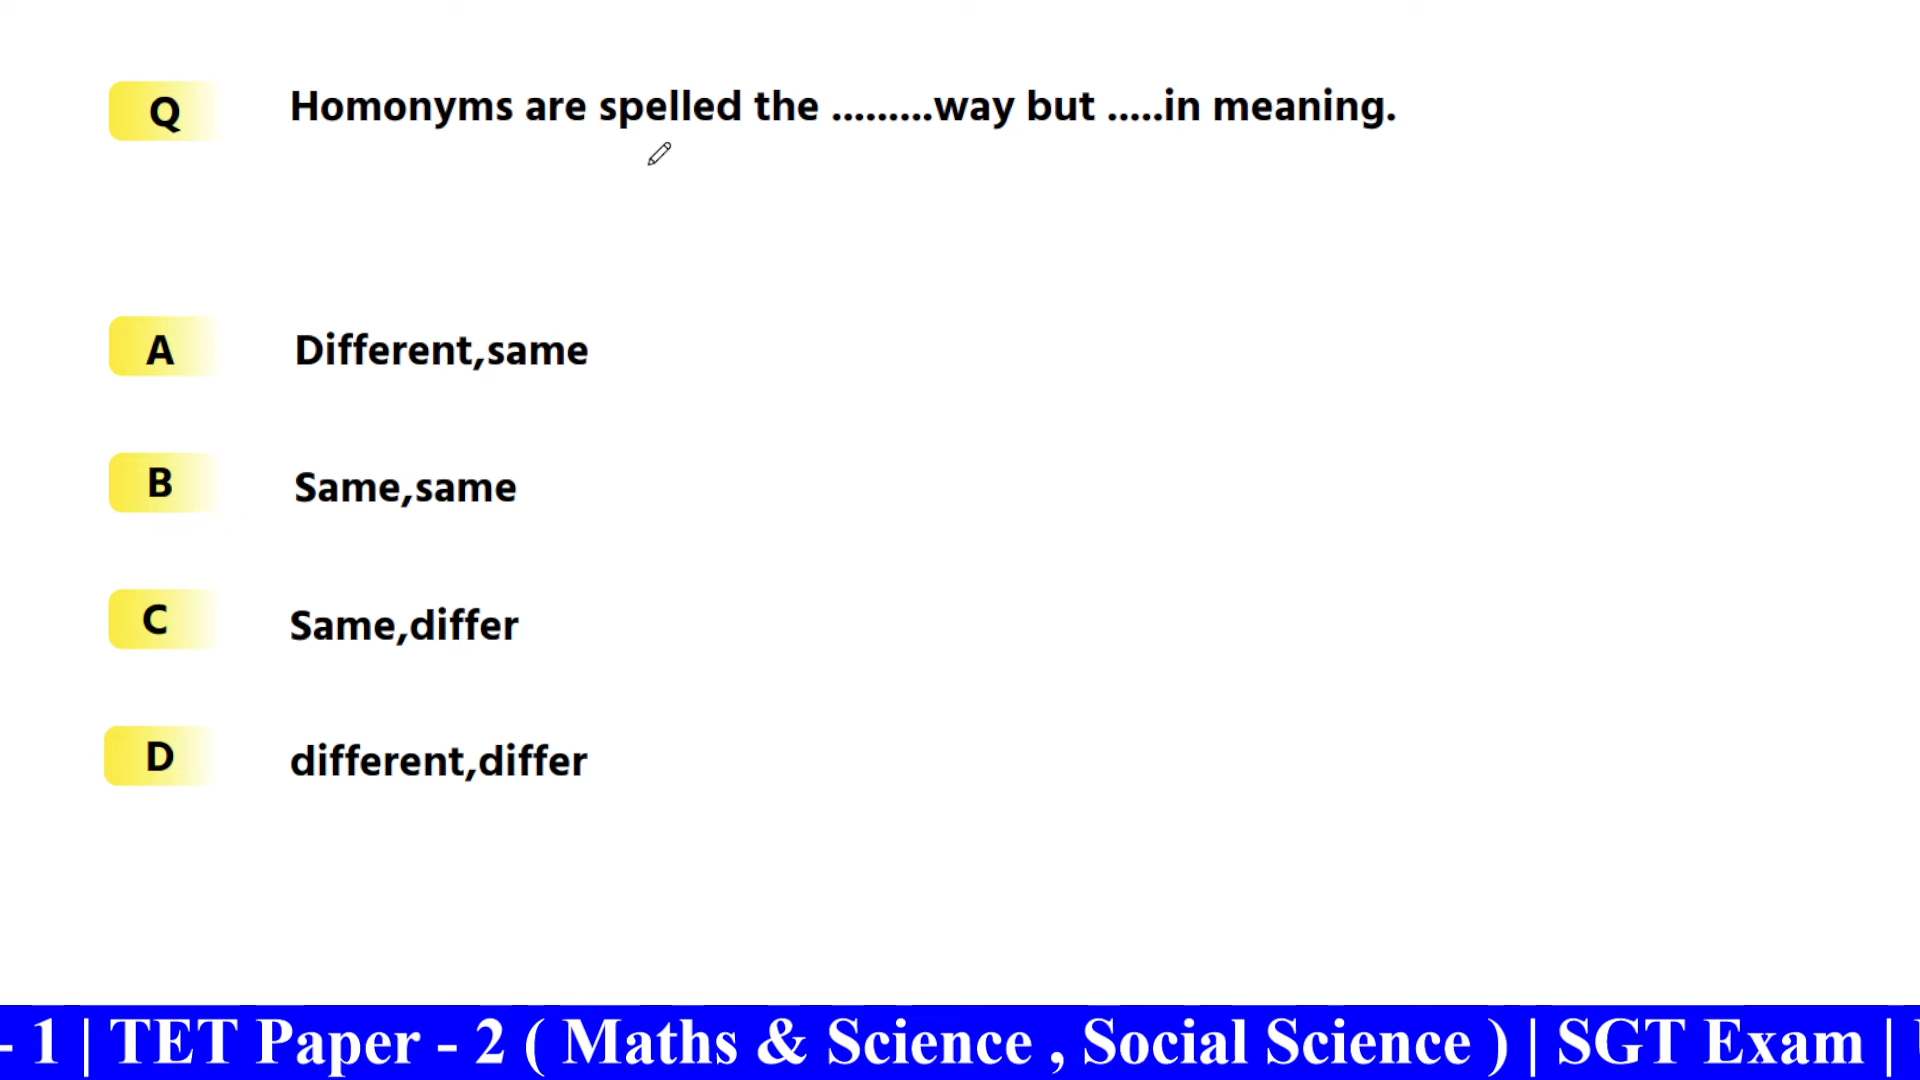 Q Homonyms are spelled the .........way but .....in meaning.
A Different,same
B Same,same
C Same,differ
D different,differ
- 1 | TET Paper - 2 ( Maths & Science , Social Science ) | SGT Exam |